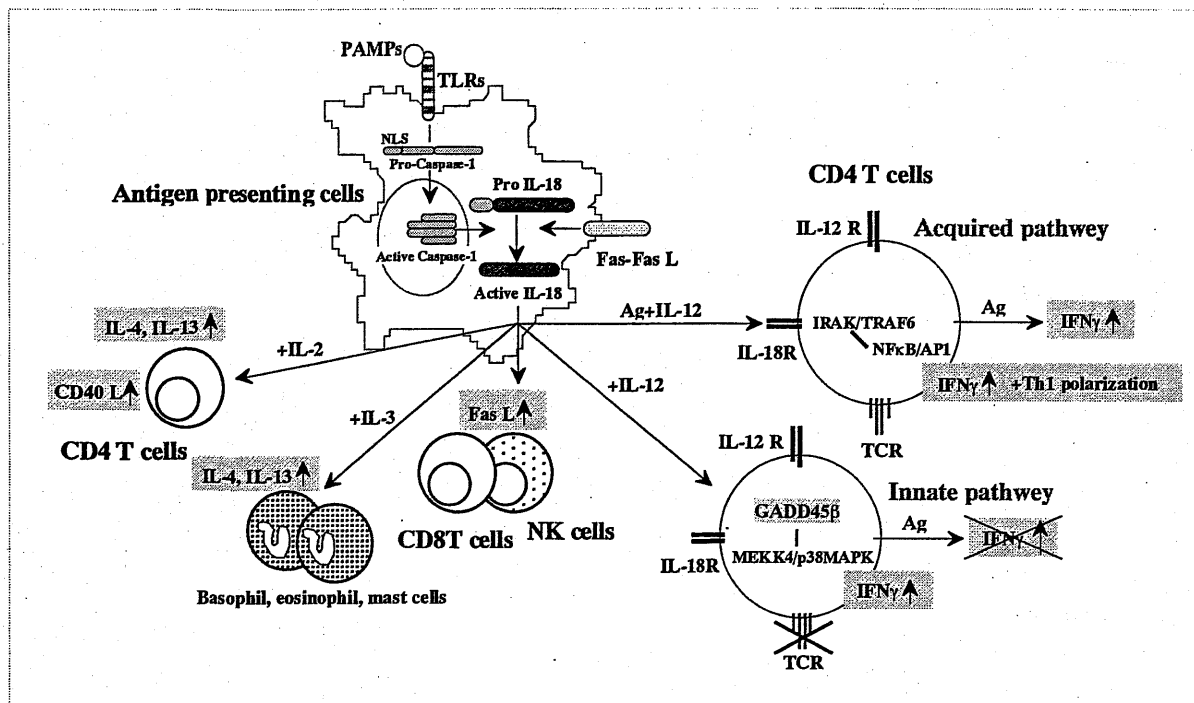 PAMPs
TLRs
NLS
Pro-Caspase-1
Antigen presenting cells
Pro IL-18
Active Caspase-1
Fas-Fas L
Active IL-18
CD4 T cells
IL-12 R
Acquired pathwey
Ag+IL-12
IL-18R
IRAK/TRAF6
NFκB/AP1
Ag
IFNγ
IFNγ +Th1 polarization
TCR
IL-4, IL-13
+IL-2
CD40 L
CD4 T cells
+IL-3
IL-4, IL-13
Basophil, eosinophil, mast cells
Fas L
CD8T cells
NK cells
+IL-12
IL-12 R
Innate pathwey
GADD45β
MEKK4/p38MAPK
IL-18R
Ag
IFNγ
IFNγ
TCR